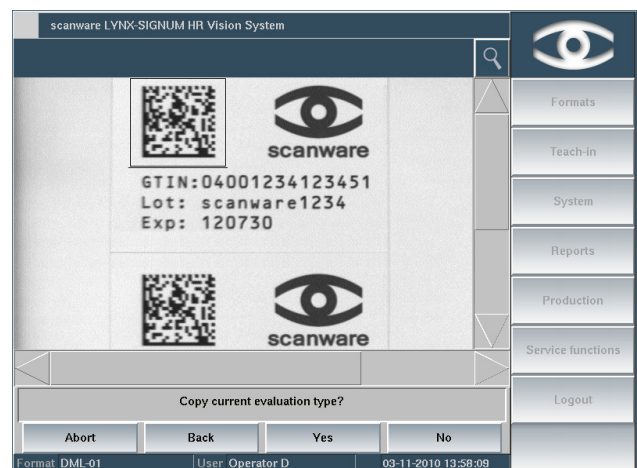 scanware LYNX-SIGNUM HR Vision System
scanware
GTIN:04001234123451
Lot: scanware1234
Exp: 120730
scanware
Copy current evaluation type?
Abort
Back
Yes
No
Format DML-01
User Operator D
03-11-2010 13:58:09
Formats
Teach-in
System
Reports
Production
Service functions
Logout